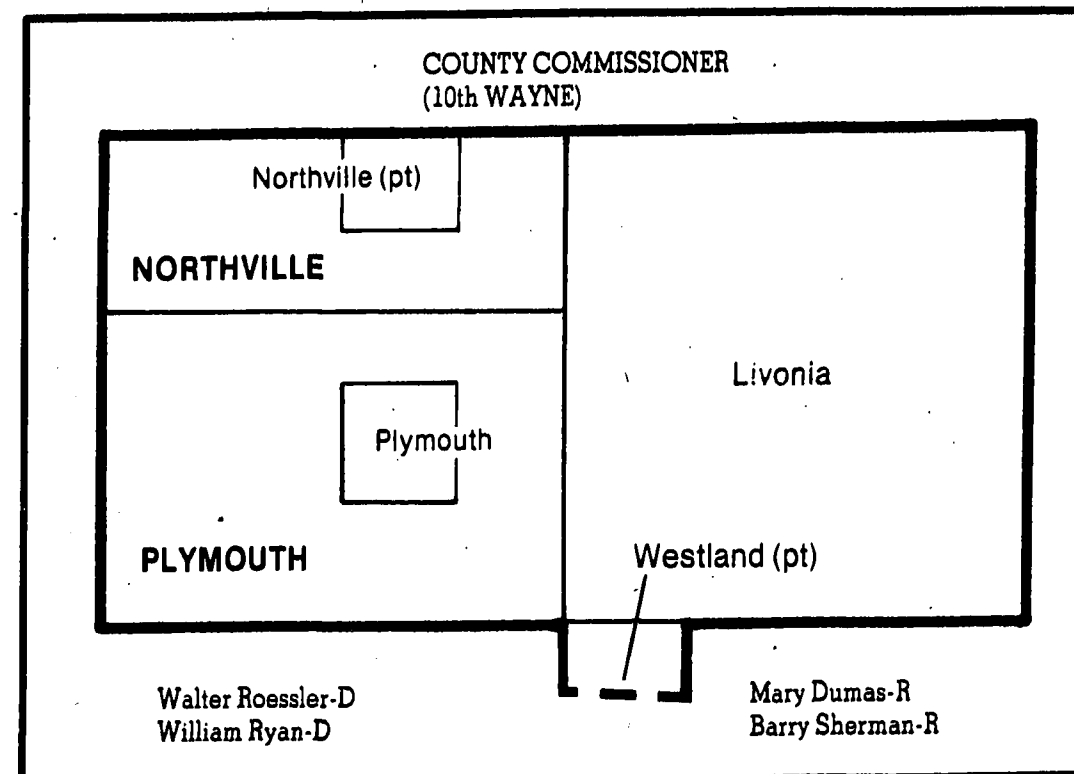 COUNTY COMMISSIONER
(10th WAYNE)
Northville (pt)
NORTHVILLE
Livonia
Plymouth
PLYMOUTH
Westland (pt)
Walter Roessler-D
William Ryan-D
Mary Dumas-R
Barry Sherman-R